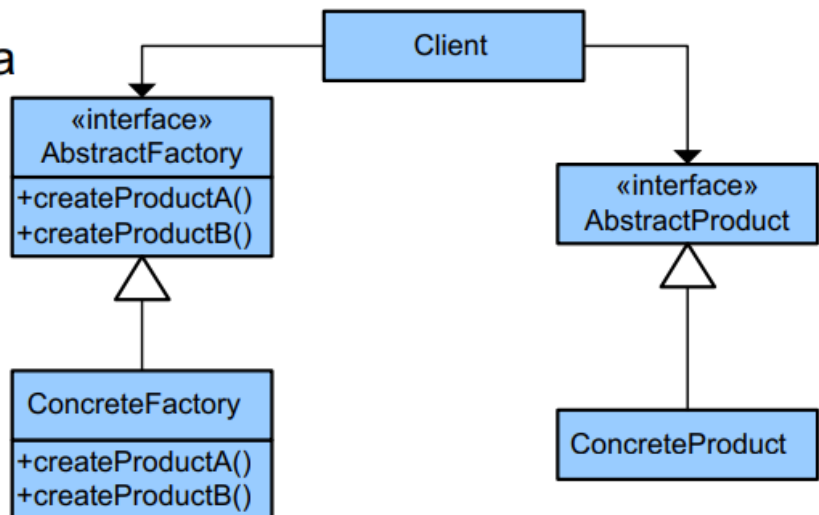 a
Client
«interface»
AbstractFactory
+createProductA()
+createProductB()
«interface»
AbstractProduct
ConcreteFactory
+createProductA()
+createProductB()
ConcreteProduct